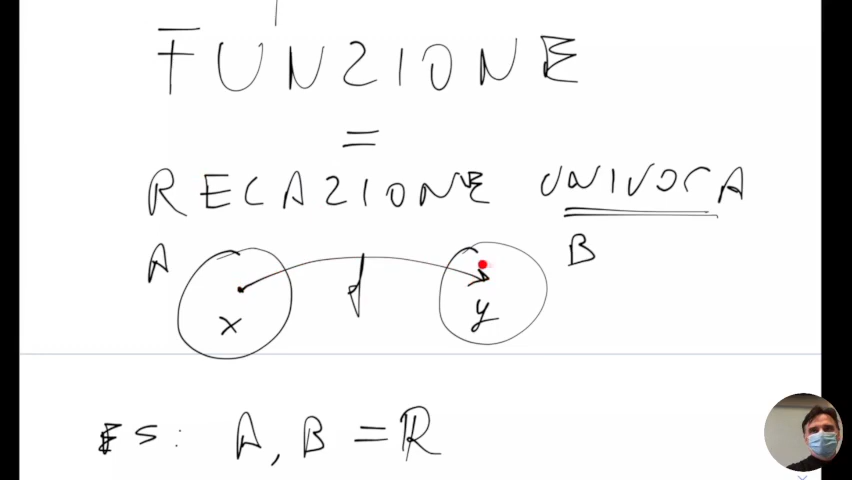 FUNZIONE
=
RELAZIONE UNIVOCA
A f B
x y
ES: A, B = ℝ